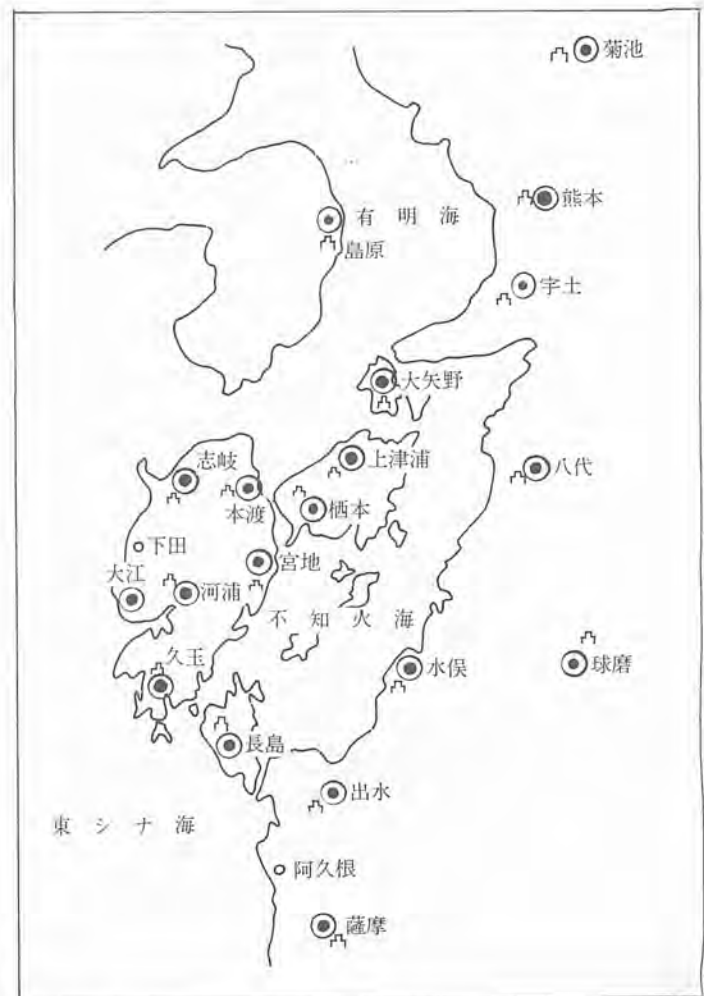 菊池
熊本
有明海
島原
宇土
大矢野
志岐
上津浦
八代
本渡
栖本
下田
宮地
大江
河浦
不知火海
久玉
水俣
球磨
長島
出水
東シナ海
阿久根
薩摩